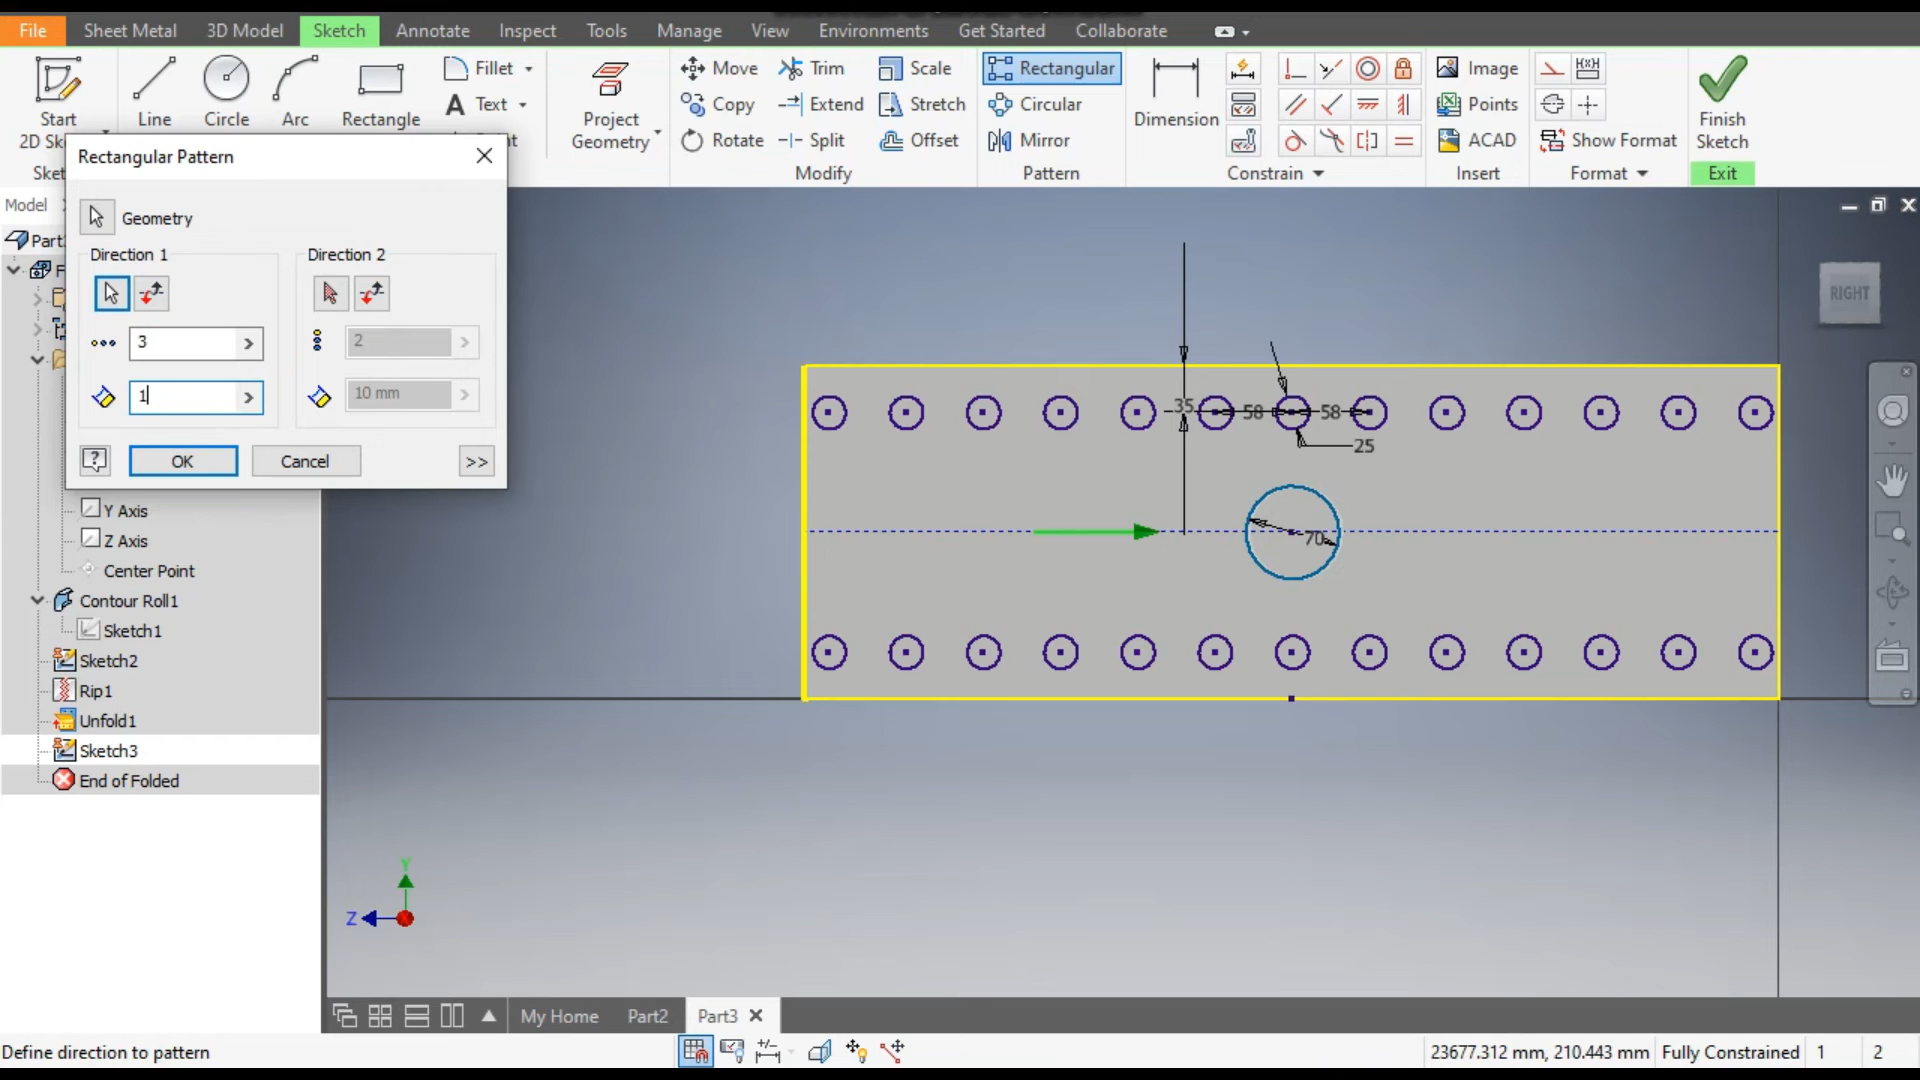 File Sheet Metal 3D Model Sketch Annotate Inspect Tools Manage View Environments Get Started Collaborate
Start
2D Sk
Line Circle Arc Rectangle
Fillet
Text
Project
Geometry
Move Trim Scale
Copy Extend Stretch
Rotate Split Offset
Modify
Rectangular
Circular
Mirror
Pattern
Dimension
Constrain
Image
Points
ACAD
Insert
Show Format
Format
Finish
Sketch
Exit
Rectangular Pattern
Geometry
Direction 1 Direction 2
3 2
1 10 mm
OK Cancel >>
Model
Part
F
Y Axis
Z Axis
Center Point
Contour Roll1
Sketch1
Sketch2
Rip1
Unfold1
Sketch3
End of Folded
RIGHT
35 58 58
25
70
Y
Z
My Home Part2 Part3
Define direction to pattern
23677.312 mm, 210.443 mm Fully Constrained 1 2